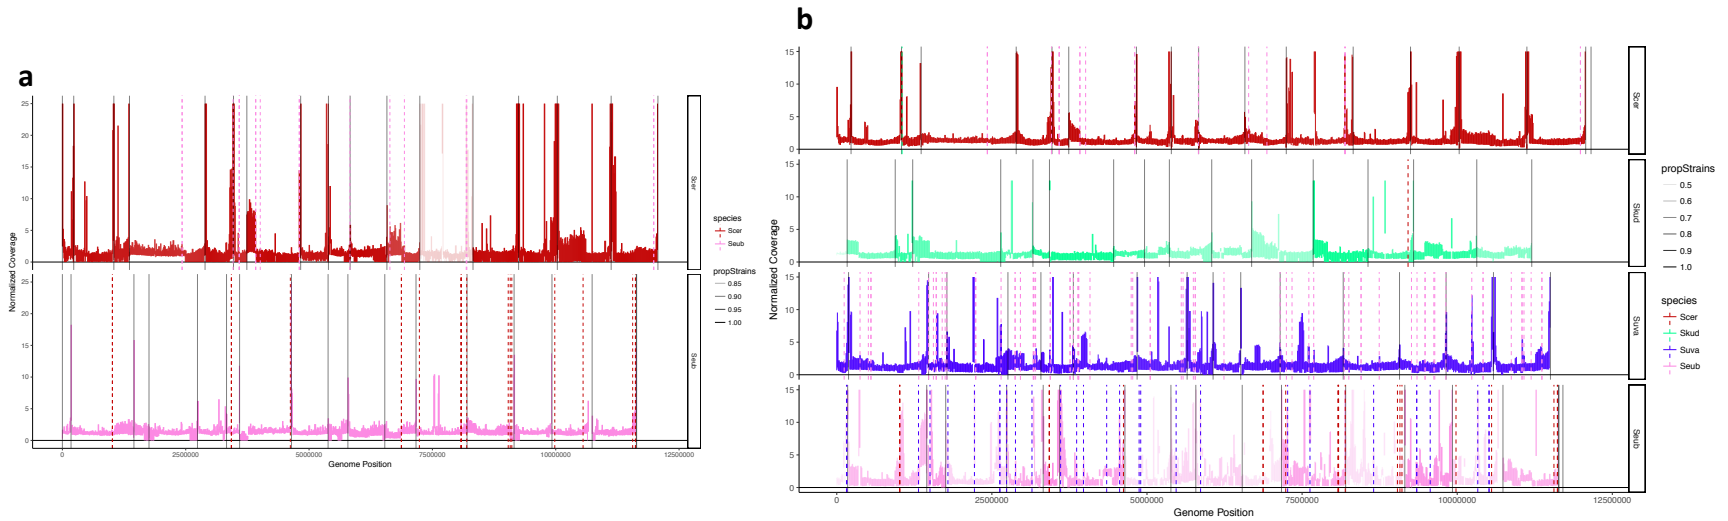 a
25
20
15
10
5
0
Scer
25
20
15
10
5
0
Seub
Normalized Coverage
0
2500000
5000000
7500000
10000000
12500000
Genome Position
species
Scer
Seub
propStrains
0.85
0.90
0.95
1.00
b
15
10
5
0
Scer
15
10
5
0
Skud
15
10
5
0
Suva
15
10
5
0
Seub
Normalized Coverage
0
2500000
5000000
7500000
10000000
12500000
Genome Position
propStrains
0.5
0.6
0.7
0.8
0.9
1.0
species
Scer
Skud
Suva
Seub